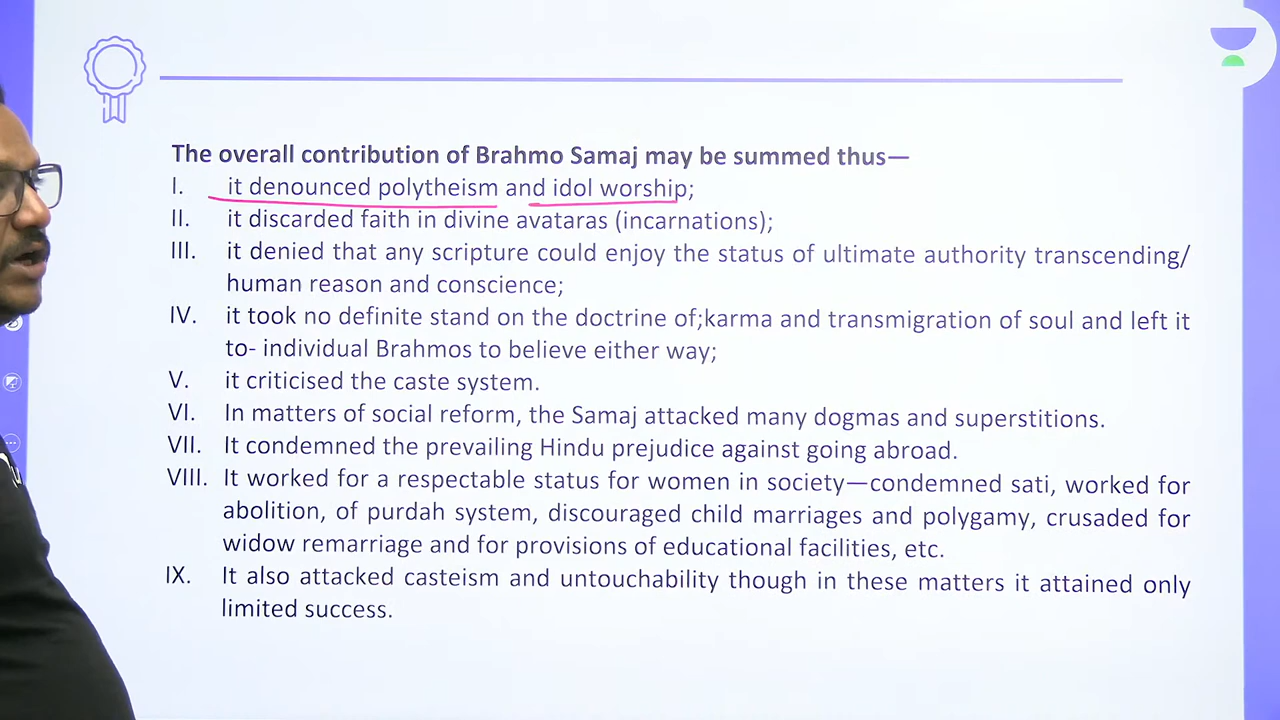 The overall contribution of Brahmo Samaj may be summed thus—
I. it denounced polytheism and idol worship;
II. it discarded faith in divine avataras (incarnations);
III. it denied that any scripture could enjoy the status of ultimate authority transcending/
human reason and conscience;
IV. it took no definite stand on the doctrine of;karma and transmigration of soul and left it
to- individual Brahmos to believe either way;
V. it criticised the caste system.
VI. In matters of social reform, the Samaj attacked many dogmas and superstitions.
VII. It condemned the prevailing Hindu prejudice against going abroad.
VIII. It worked for a respectable status for women in society—condemned sati, worked for
abolition, of purdah system, discouraged child marriages and polygamy, crusaded for
widow remarriage and for provisions of educational facilities, etc.
IX. It also attacked casteism and untouchability though in these matters it attained only
limited success.